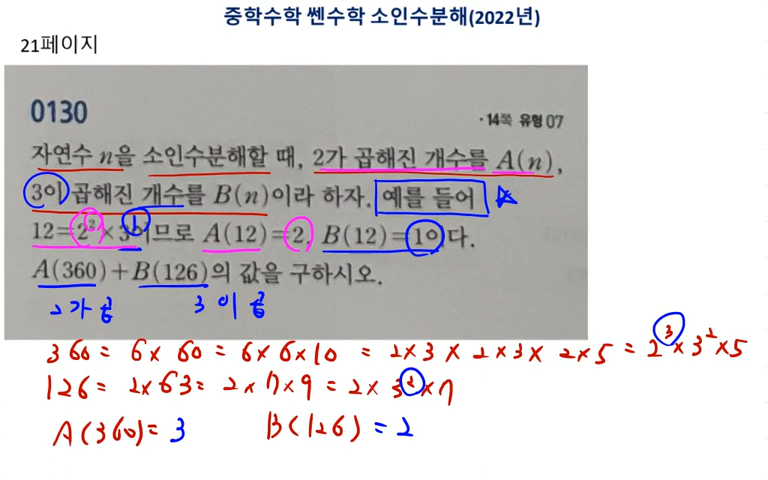 중학수학 쎈수학 소인수분해(2022년)
21페이지
0130
·14쪽 유형 07
자연수 n을 소인수분해할 때, 2가 곱해진 개수를 A(n),
3이 곱해진 개수를 B(n)이라 하자. 예를 들어
12=2²×3이므로 A(12)=2, B(12)=1이다.
A(360)+B(126)의 값을 구하시오.
2가 곱 3이 곱
360 = 6×60 = 6×6×10 = 2×3×2×3×2×5 = 2³×3²×5
126 = 2×63 = 2×7×9 = 2×3²×7
A(360)=3 B(126)=2